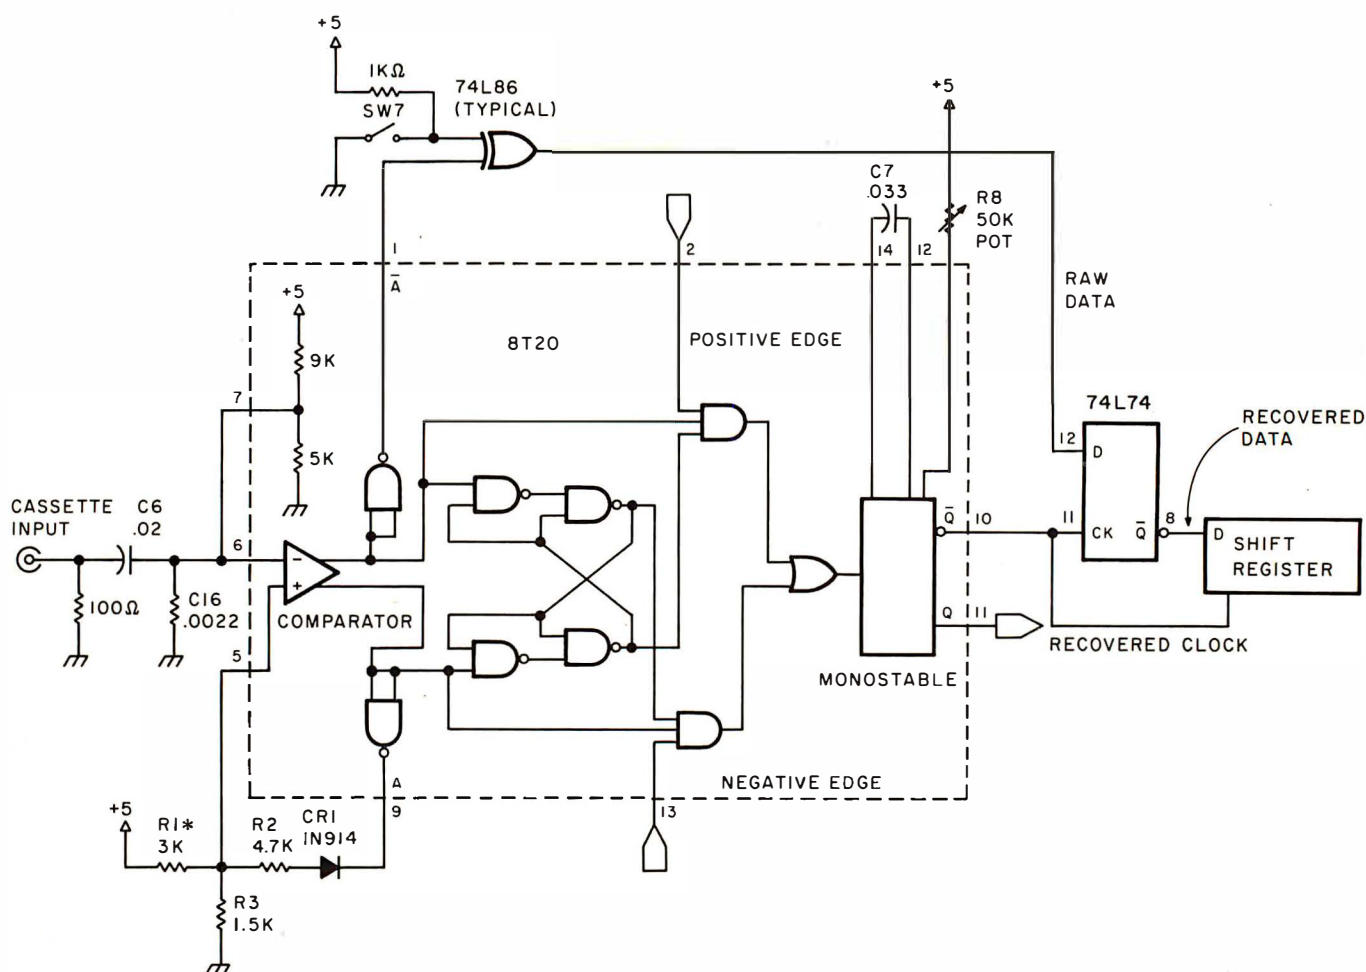 +5
1KΩ
SW7
74L86
(TYPICAL)
+5
C7
.033
R8
50K
POT
1
2
14
12
A̅
+5
9K
8T20
POSITIVE EDGE
RAW
DATA
7
5K
74L74
RECOVERED
DATA
12
D
CASSETTE
INPUT
C6
.02
6
−
+
Q̅
10
11
CK
Q̅
8
D
SHIFT
REGISTER
100Ω
C16
.0022
COMPARATOR
Q
11
RECOVERED CLOCK
5
MONOSTABLE
A
NEGATIVE EDGE
9
13
+5
R1*
3K
R2
4.7K
CR1
1N914
R3
1.5K